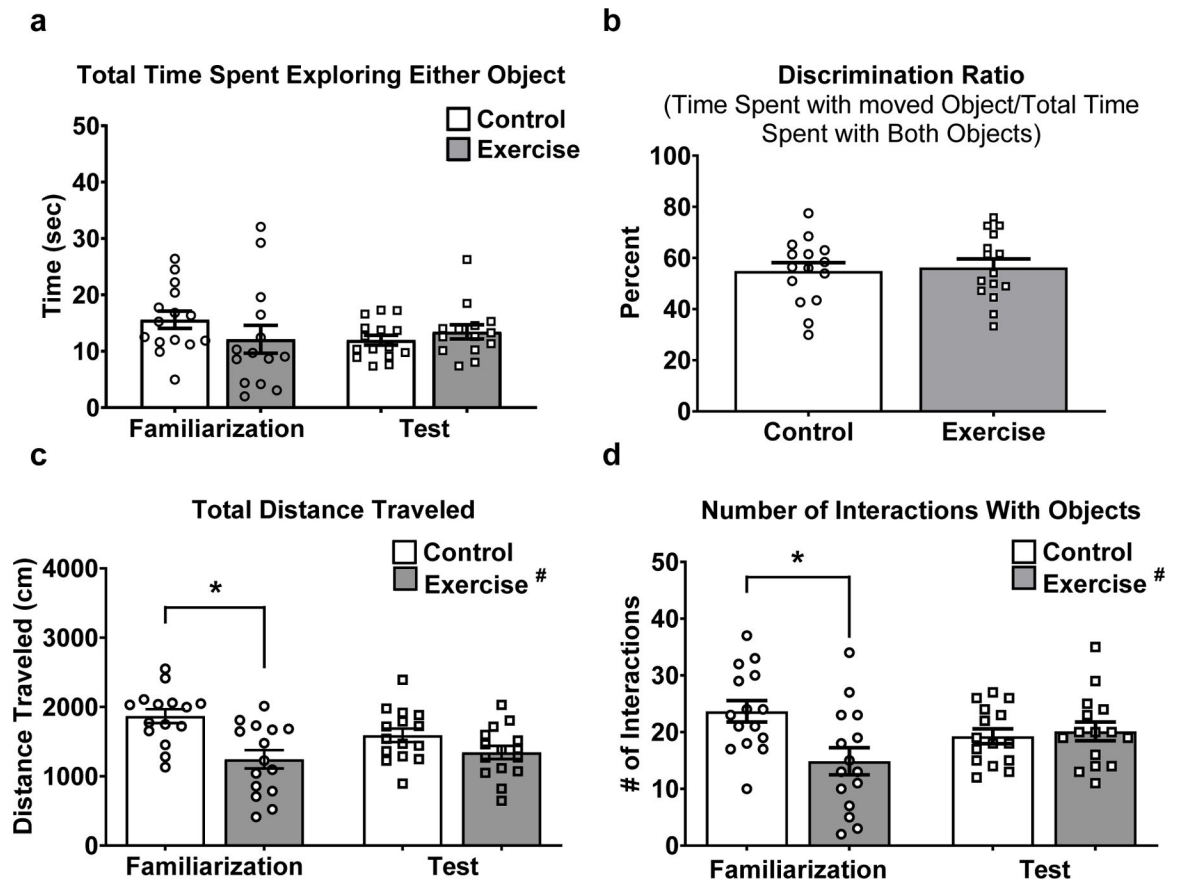 a
Total Time Spent Exploring Either Object
Control
Exercise
50
40
30
20
10
0
Time (sec)
Familiarization
Test
b
Discrimination Ratio
(Time Spent with moved Object/Total Time
Spent with Both Objects)
100
80
60
40
20
0
Percent
Control
Exercise
c
Total Distance Traveled
Control
Exercise #
4000
3000
2000
1000
0
Distance Traveled (cm)
*
Familiarization
Test
d
Number of Interactions With Objects
Control
Exercise #
50
40
30
20
10
0
# of Interactions
*
Familiarization
Test